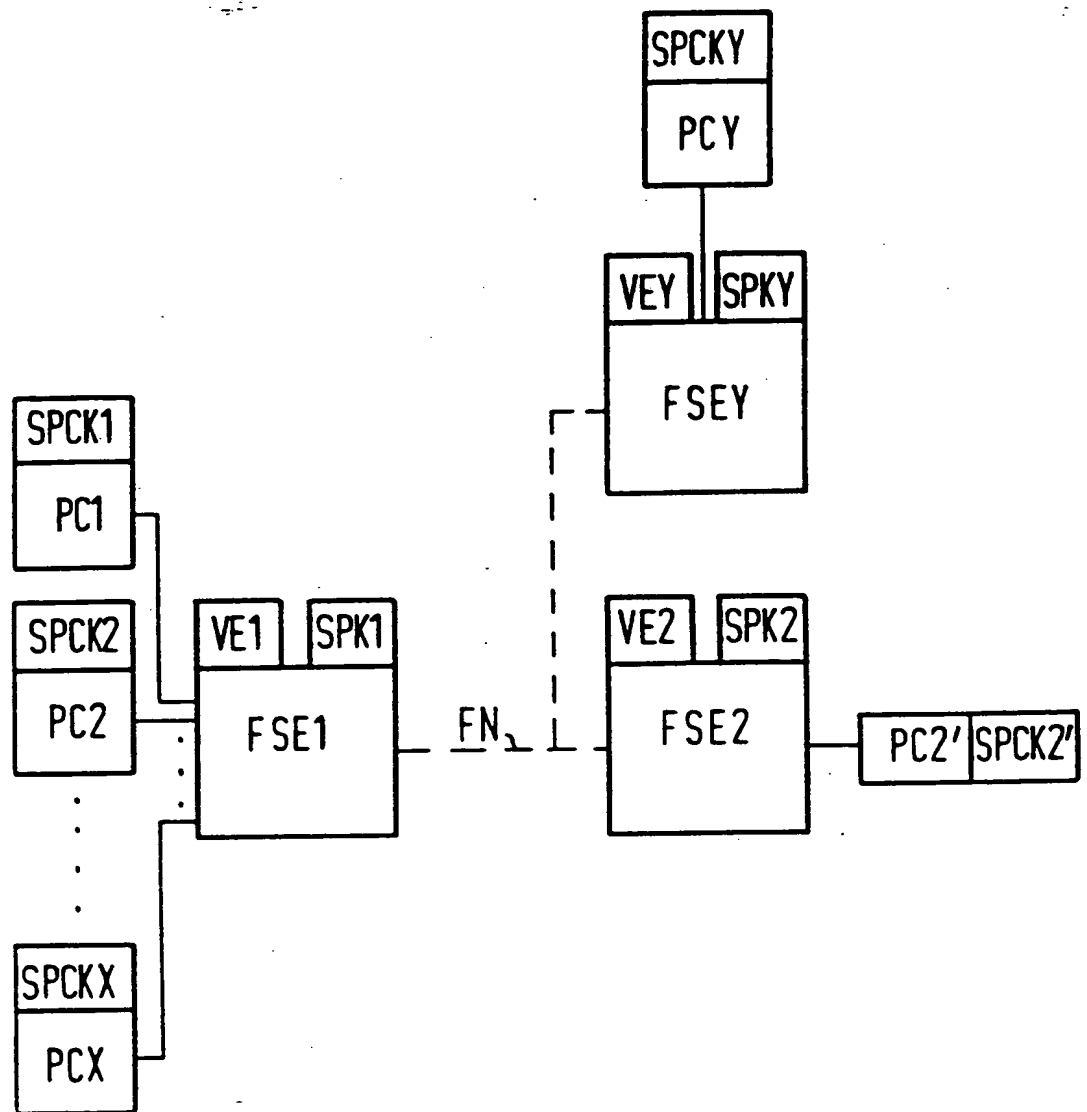 SPCKY
PCY
VEY
SPKY
FSEY
SPCK1
PC1
SPCK2
PC2
VE1
SPK1
FSE1
FN
VE2
SPK2
FSE2
PC2'
SPCK2'
SPCKX
PCX